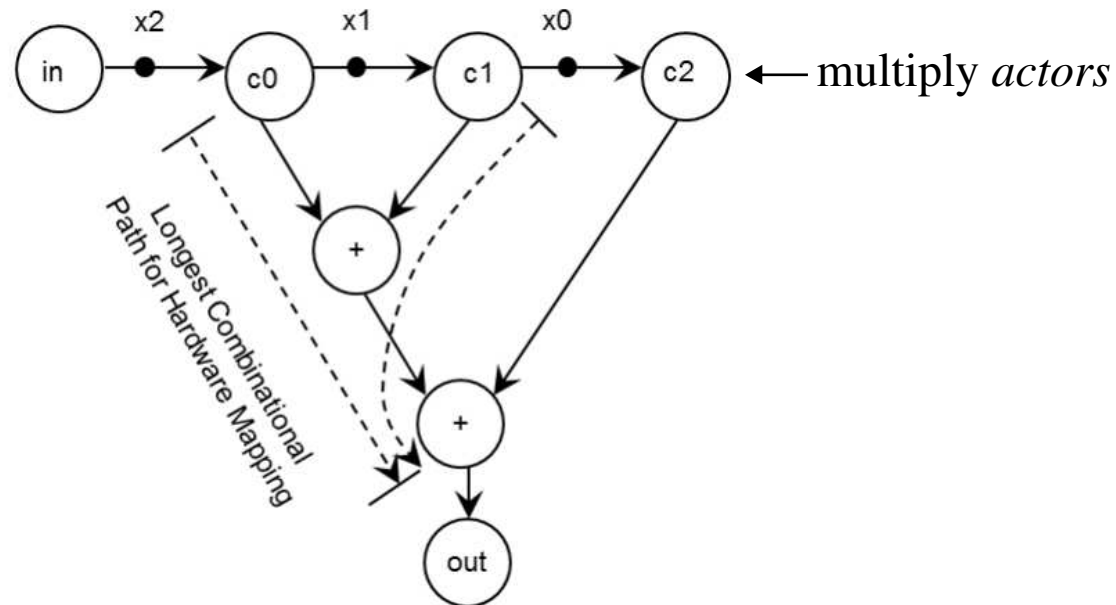 x2
x1
x0
in
c0
c1
c2
multiply actors
+
Longest Combinational
Path for Hardware Mapping
+
out